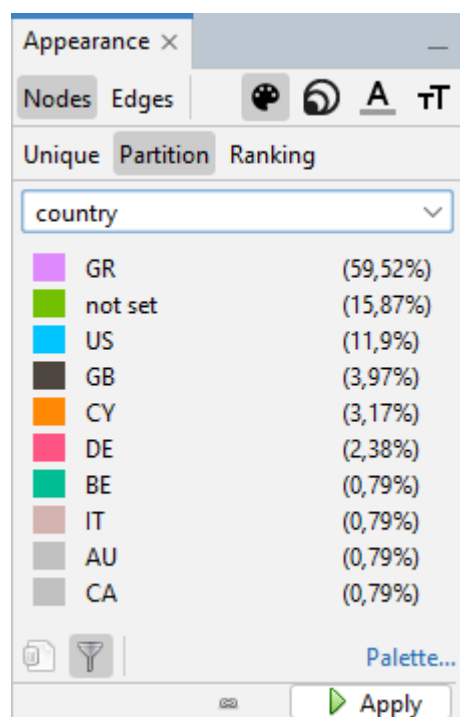 Appearance
Nodes Edges A TT
Unique Partition Ranking
country
GR (59,52%)
not set (15,87%)
US (11,9%)
GB (3,97%)
CY (3,17%)
DE (2,38%)
BE (0,79%)
IT (0,79%)
AU (0,79%)
CA (0,79%)
Palette...
Apply